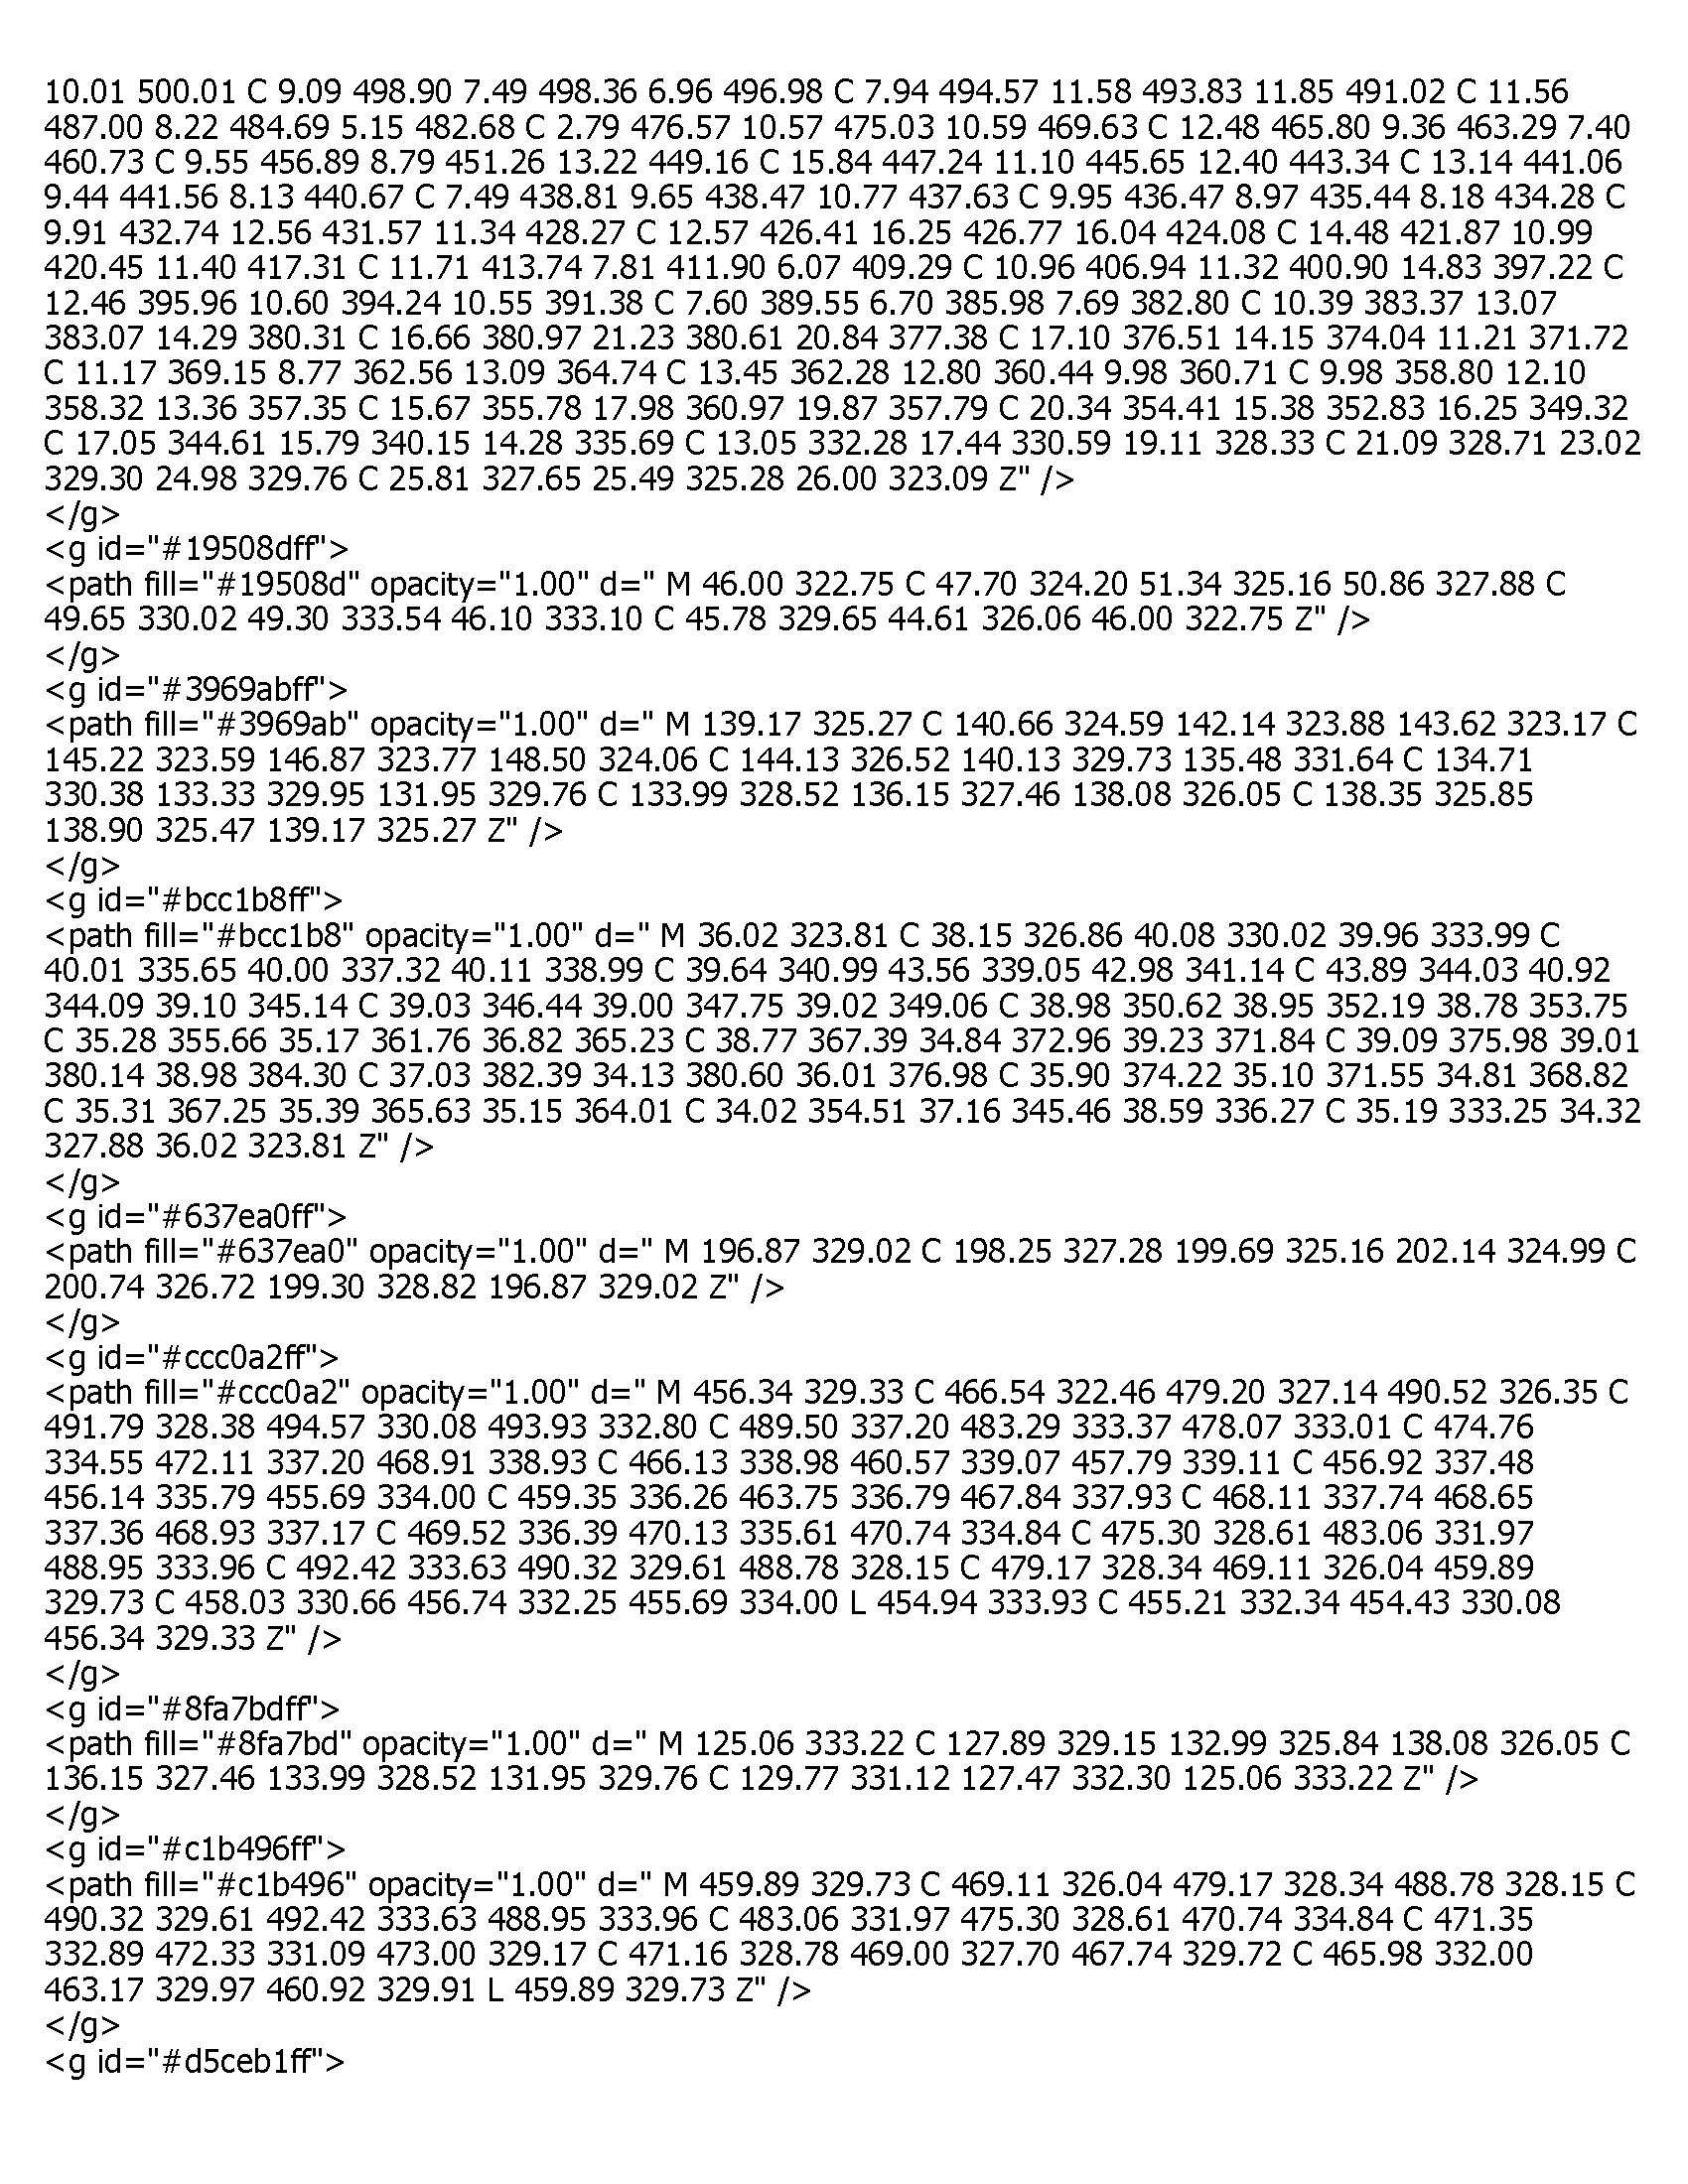 10.01 500.01 C 9.09 498.90 7.49 498.36 6.96 496.98 C 7.94 494.57 11.58 493.83 11.85 491.02 C 11.56
487.00 8.22 484.69 5.15 482.68 C 2.79 476.57 10.57 475.03 10.59 469.63 C 12.48 465.80 9.36 463.29 7.40
460.73 C 9.55 456.89 8.79 451.26 13.22 449.16 C 15.84 447.24 11.10 445.65 12.40 443.34 C 13.14 441.06
9.44 441.56 8.13 440.67 C 7.49 438.81 9.65 438.47 10.77 437.63 C 9.95 436.47 8.97 435.44 8.18 434.28 C
9.91 432.74 12.56 431.57 11.34 428.27 C 12.57 426.41 16.25 426.77 16.04 424.08 C 14.48 421.87 10.99
420.45 11.40 417.31 C 11.71 413.74 7.81 411.90 6.07 409.29 C 10.96 406.94 11.32 400.90 14.83 397.22 C
12.46 395.96 10.60 394.24 10.55 391.38 C 7.60 389.55 6.70 385.98 7.69 382.80 C 10.39 383.37 13.07
383.07 14.29 380.31 C 16.66 380.97 21.23 380.61 20.84 377.38 C 17.10 376.51 14.15 374.04 11.21 371.72
C 11.17 369.15 8.77 362.56 13.09 364.74 C 13.45 362.28 12.80 360.44 9.98 360.71 C 9.98 358.80 12.10
358.32 13.36 357.35 C 15.67 355.78 17.98 360.97 19.87 357.79 C 20.34 354.41 15.38 352.83 16.25 349.32
C 17.05 344.61 15.79 340.15 14.28 335.69 C 13.05 332.28 17.44 330.59 19.11 328.33 C 21.09 328.71 23.02
329.30 24.98 329.76 C 25.81 327.65 25.49 325.28 26.00 323.09 Z" />
</g>
<g id="#19508dff">
<path fill="#19508d" opacity="1.00" d=" M 46.00 322.75 C 47.70 324.20 51.34 325.16 50.86 327.88 C
49.65 330.02 49.30 333.54 46.10 333.10 C 45.78 329.65 44.61 326.06 46.00 322.75 Z" />
</g>
<g id="#3969abff">
<path fill="#3969ab" opacity="1.00" d=" M 139.17 325.27 C 140.66 324.59 142.14 323.88 143.62 323.17 C
145.22 323.59 146.87 323.77 148.50 324.06 C 144.13 326.52 140.13 329.73 135.48 331.64 C 134.71
330.38 133.33 329.95 131.95 329.76 C 133.99 328.52 136.15 327.46 138.08 326.05 C 138.35 325.85
138.90 325.47 139.17 325.27 Z" />
</g>
<g id="#bcc1b8ff">
<path fill="#bcc1b8" opacity="1.00" d=" M 36.02 323.81 C 38.15 326.86 40.08 330.02 39.96 333.99 C
40.01 335.65 40.00 337.32 40.11 338.99 C 39.64 340.99 43.56 339.05 42.98 341.14 C 43.89 344.03 40.92
344.09 39.10 345.14 C 39.03 346.44 39.00 347.75 39.02 349.06 C 38.98 350.62 38.95 352.19 38.78 353.75
C 35.28 355.66 35.17 361.76 36.82 365.23 C 38.77 367.39 34.84 372.96 39.23 371.84 C 39.09 375.98 39.01
380.14 38.98 384.30 C 37.03 382.39 34.13 380.60 36.01 376.98 C 35.90 374.22 35.10 371.55 34.81 368.82
C 35.31 367.25 35.39 365.63 35.15 364.01 C 34.02 354.51 37.16 345.46 38.59 336.27 C 35.19 333.25 34.32
327.88 36.02 323.81 Z" />
</g>
<g id="#637ea0ff">
<path fill="#637ea0" opacity="1.00" d=" M 196.87 329.02 C 198.25 327.28 199.69 325.16 202.14 324.99 C
200.74 326.72 199.30 328.82 196.87 329.02 Z" />
</g>
<g id="#ccc0a2ff">
<path fill="#ccc0a2" opacity="1.00" d=" M 456.34 329.33 C 466.54 322.46 479.20 327.14 490.52 326.35 C
491.79 328.38 494.57 330.08 493.93 332.80 C 489.50 337.20 483.29 333.37 478.07 333.01 C 474.76
334.55 472.11 337.20 468.91 338.93 C 466.13 338.98 460.57 339.07 457.79 339.11 C 456.92 337.48
456.14 335.79 455.69 334.00 C 459.35 336.26 463.75 336.79 467.84 337.93 C 468.11 337.74 468.65
337.36 468.93 337.17 C 469.52 336.39 470.13 335.61 470.74 334.84 C 475.30 328.61 483.06 331.97
488.95 333.96 C 492.42 333.63 490.32 329.61 488.78 328.15 C 479.17 328.34 469.11 326.04 459.89
329.73 C 458.03 330.66 456.74 332.25 455.69 334.00 L 454.94 333.93 C 455.21 332.34 454.43 330.08
456.34 329.33 Z" />
</g>
<g id="#8fa7bdff">
<path fill="#8fa7bd" opacity="1.00" d=" M 125.06 333.22 C 127.89 329.15 132.99 325.84 138.08 326.05 C
136.15 327.46 133.99 328.52 131.95 329.76 C 129.77 331.12 127.47 332.30 125.06 333.22 Z" />
</g>
<g id="#c1b496ff">
<path fill="#c1b496" opacity="1.00" d=" M 459.89 329.73 C 469.11 326.04 479.17 328.34 488.78 328.15 C
490.32 329.61 492.42 333.63 488.95 333.96 C 483.06 331.97 475.30 328.61 470.74 334.84 C 471.35
332.89 472.33 331.09 473.00 329.17 C 471.16 328.78 469.00 327.70 467.74 329.72 C 465.98 332.00
463.17 329.97 460.92 329.91 L 459.89 329.73 Z" />
</g>
<g id="#d5ceb1ff">